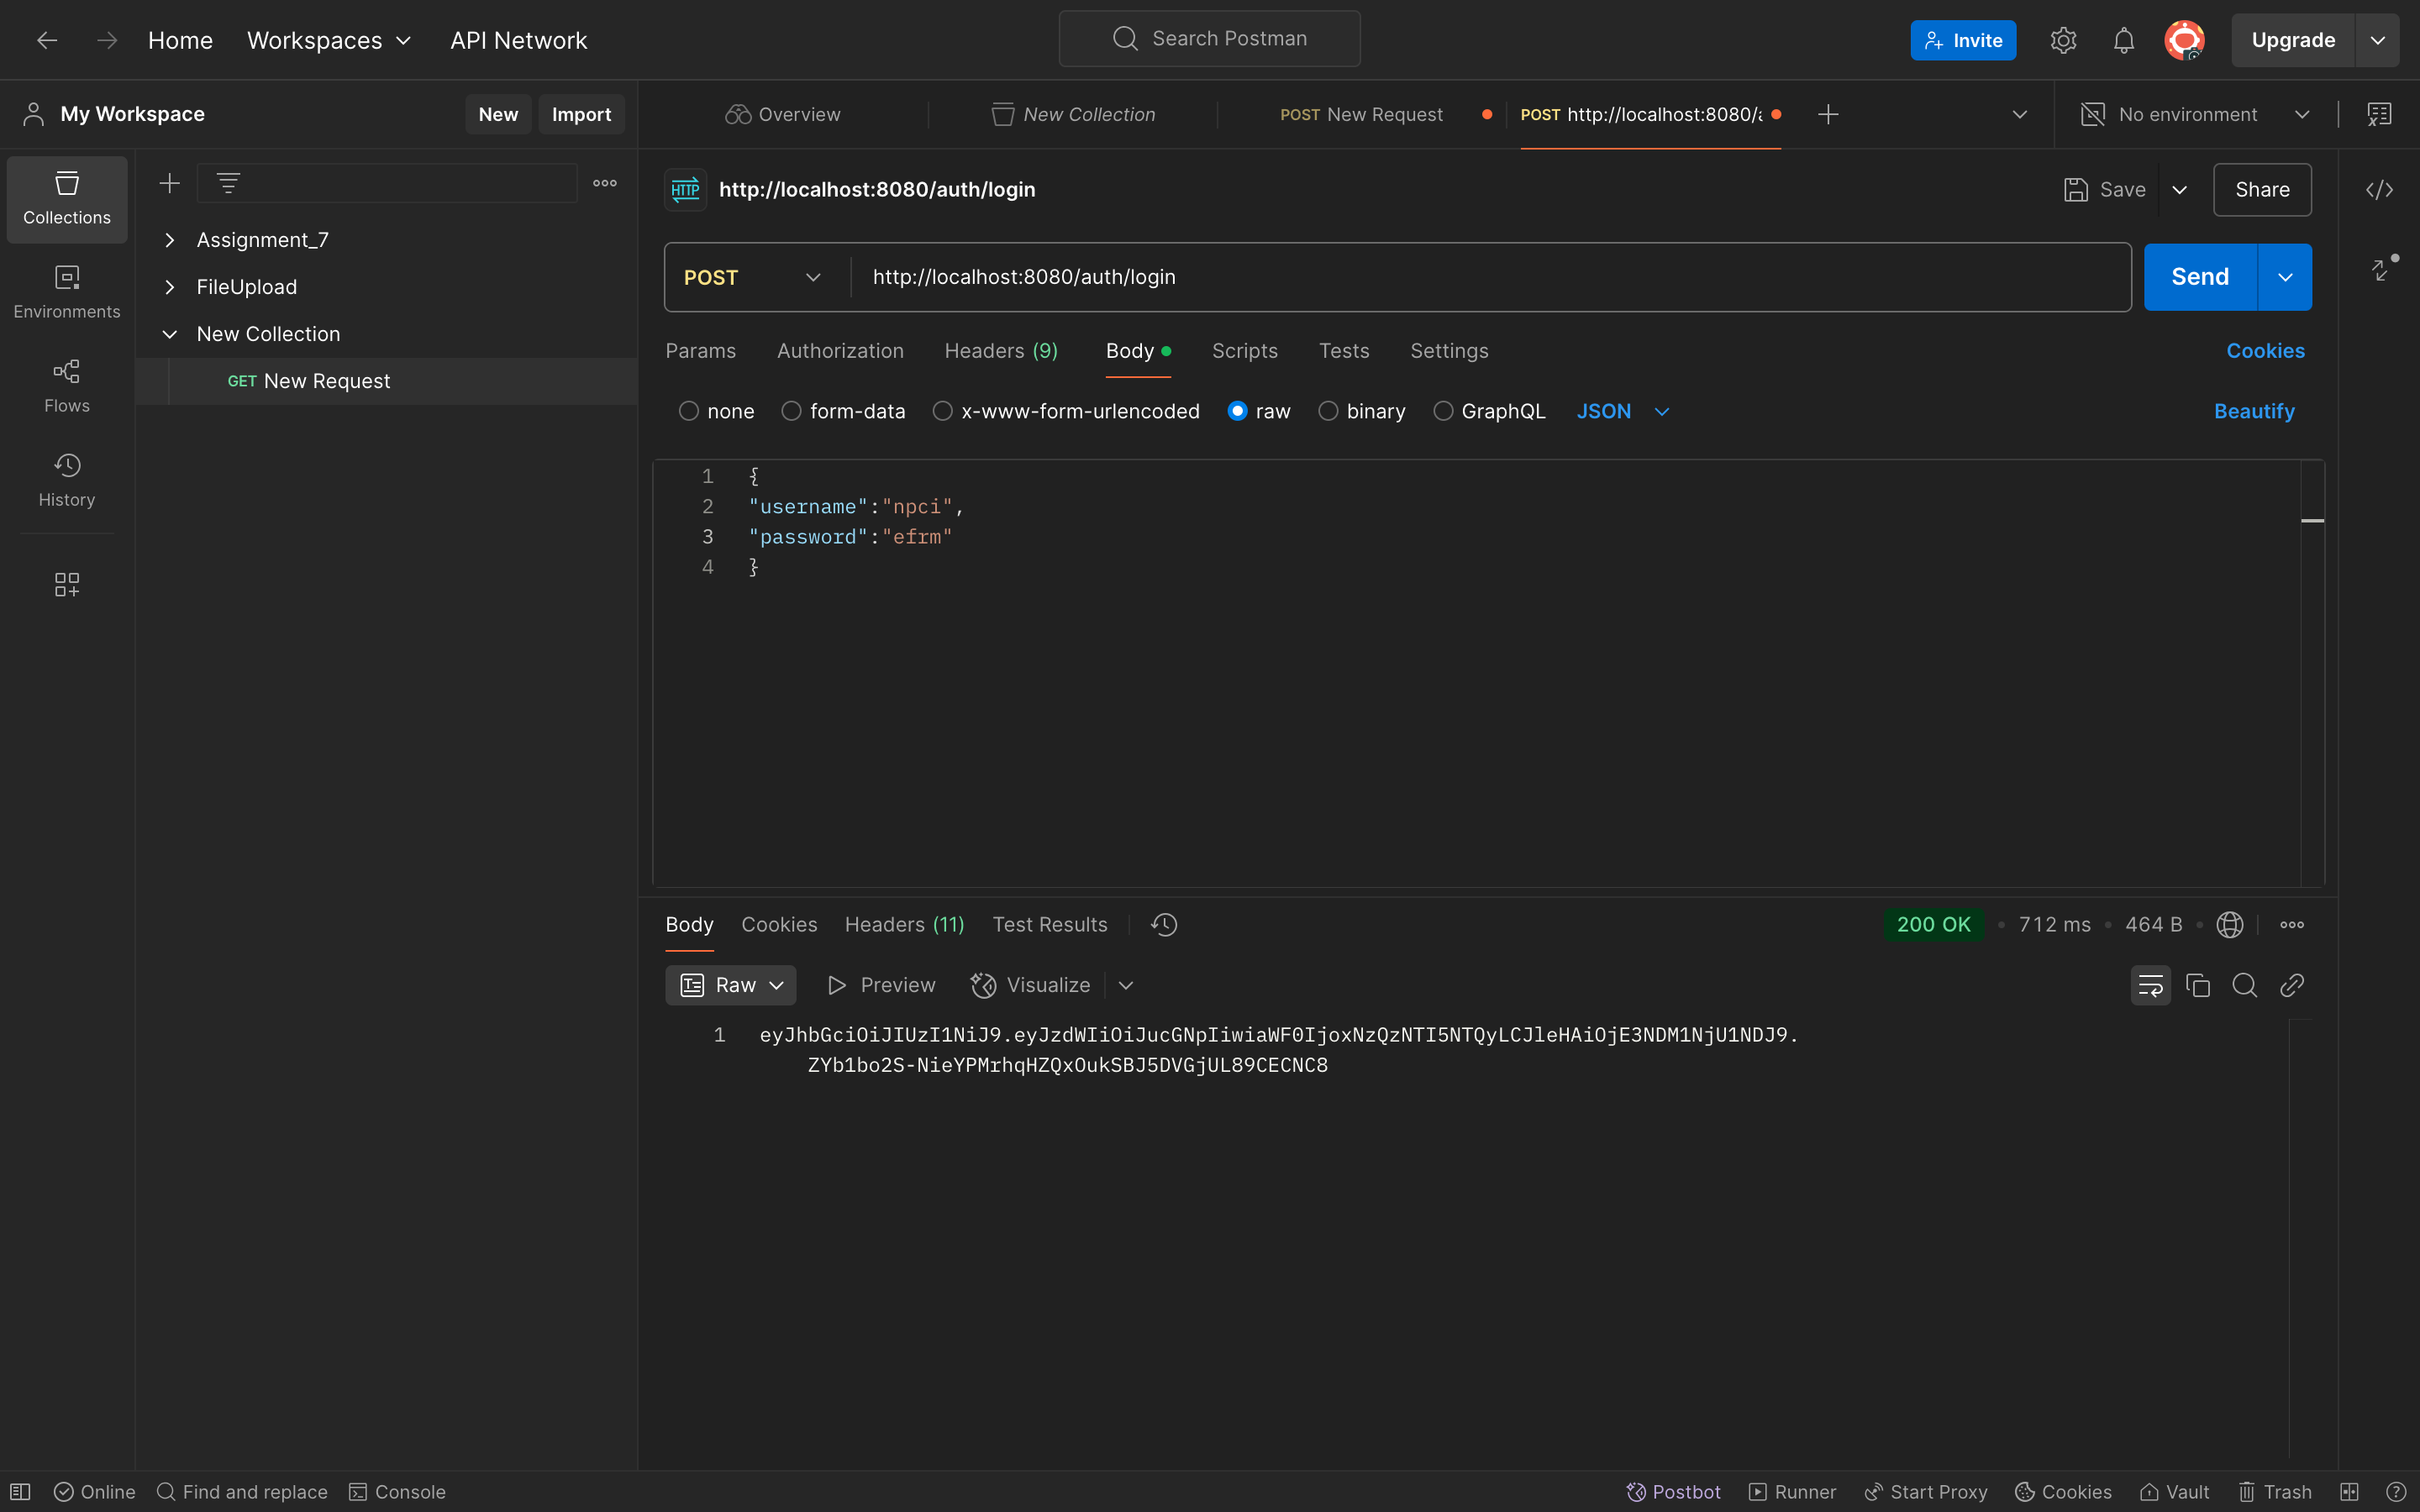 Home Workspaces API Network Search Postman Invite Upgrade
My Workspace New Import Overview New Collection POST New Request POST http://localhost:8080/a No environment
Collections
Environments
Flows
History
Assignment_7
FileUpload
New Collection
GET New Request
HTTP http://localhost:8080/auth/login Save Share
POST http://localhost:8080/auth/login Send
Params Authorization Headers (9) Body Scripts Tests Settings Cookies
none form-data x-www-form-urlencoded raw binary GraphQL JSON Beautify
1 {
2 "username":"npci",
3 "password":"efrm"
4 }
Body Cookies Headers (11) Test Results 200 OK • 712 ms • 464 B •
Raw Preview Visualize
1 eyJhbGciOiJIUzI1NiJ9.eyJzdWIiOiJucGNpIiwiaWF0IjoxNzQzNTI5NTQyLCJleHAiOjE3NDM1NjU1NDJ9.
ZYb1bo2S-NieYPMrhqHZQxOukSBJ5DVGjUL89CECNC8
Online Find and replace Console Postbot Runner Start Proxy Cookies Vault Trash